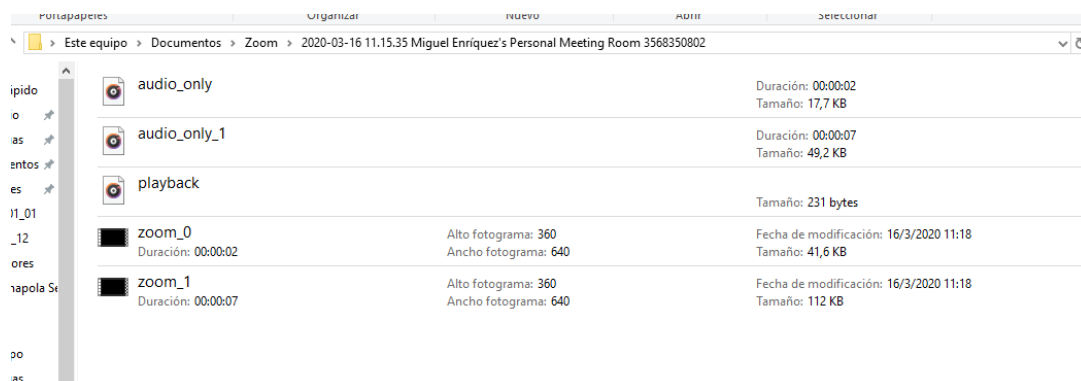 Portapapeles Organizar Nuevo Abrir Seleccionar
Este equipo > Documentos > Zoom > 2020-03-16 11.15.35 Miguel Enríquez's Personal Meeting Room 3568350802
ápido
io
as
entos
es
01_01
_12
ores
napola Se
po
as
audio_only
Duración: 00:00:02
Tamaño: 17,7 KB
audio_only_1
Duración: 00:00:07
Tamaño: 49,2 KB
playback
Tamaño: 231 bytes
zoom_0 Alto fotograma: 360 Fecha de modificación: 16/3/2020 11:18
Duración: 00:00:02 Ancho fotograma: 640 Tamaño: 41,6 KB
zoom_1 Alto fotograma: 360 Fecha de modificación: 16/3/2020 11:18
Duración: 00:00:07 Ancho fotograma: 640 Tamaño: 112 KB